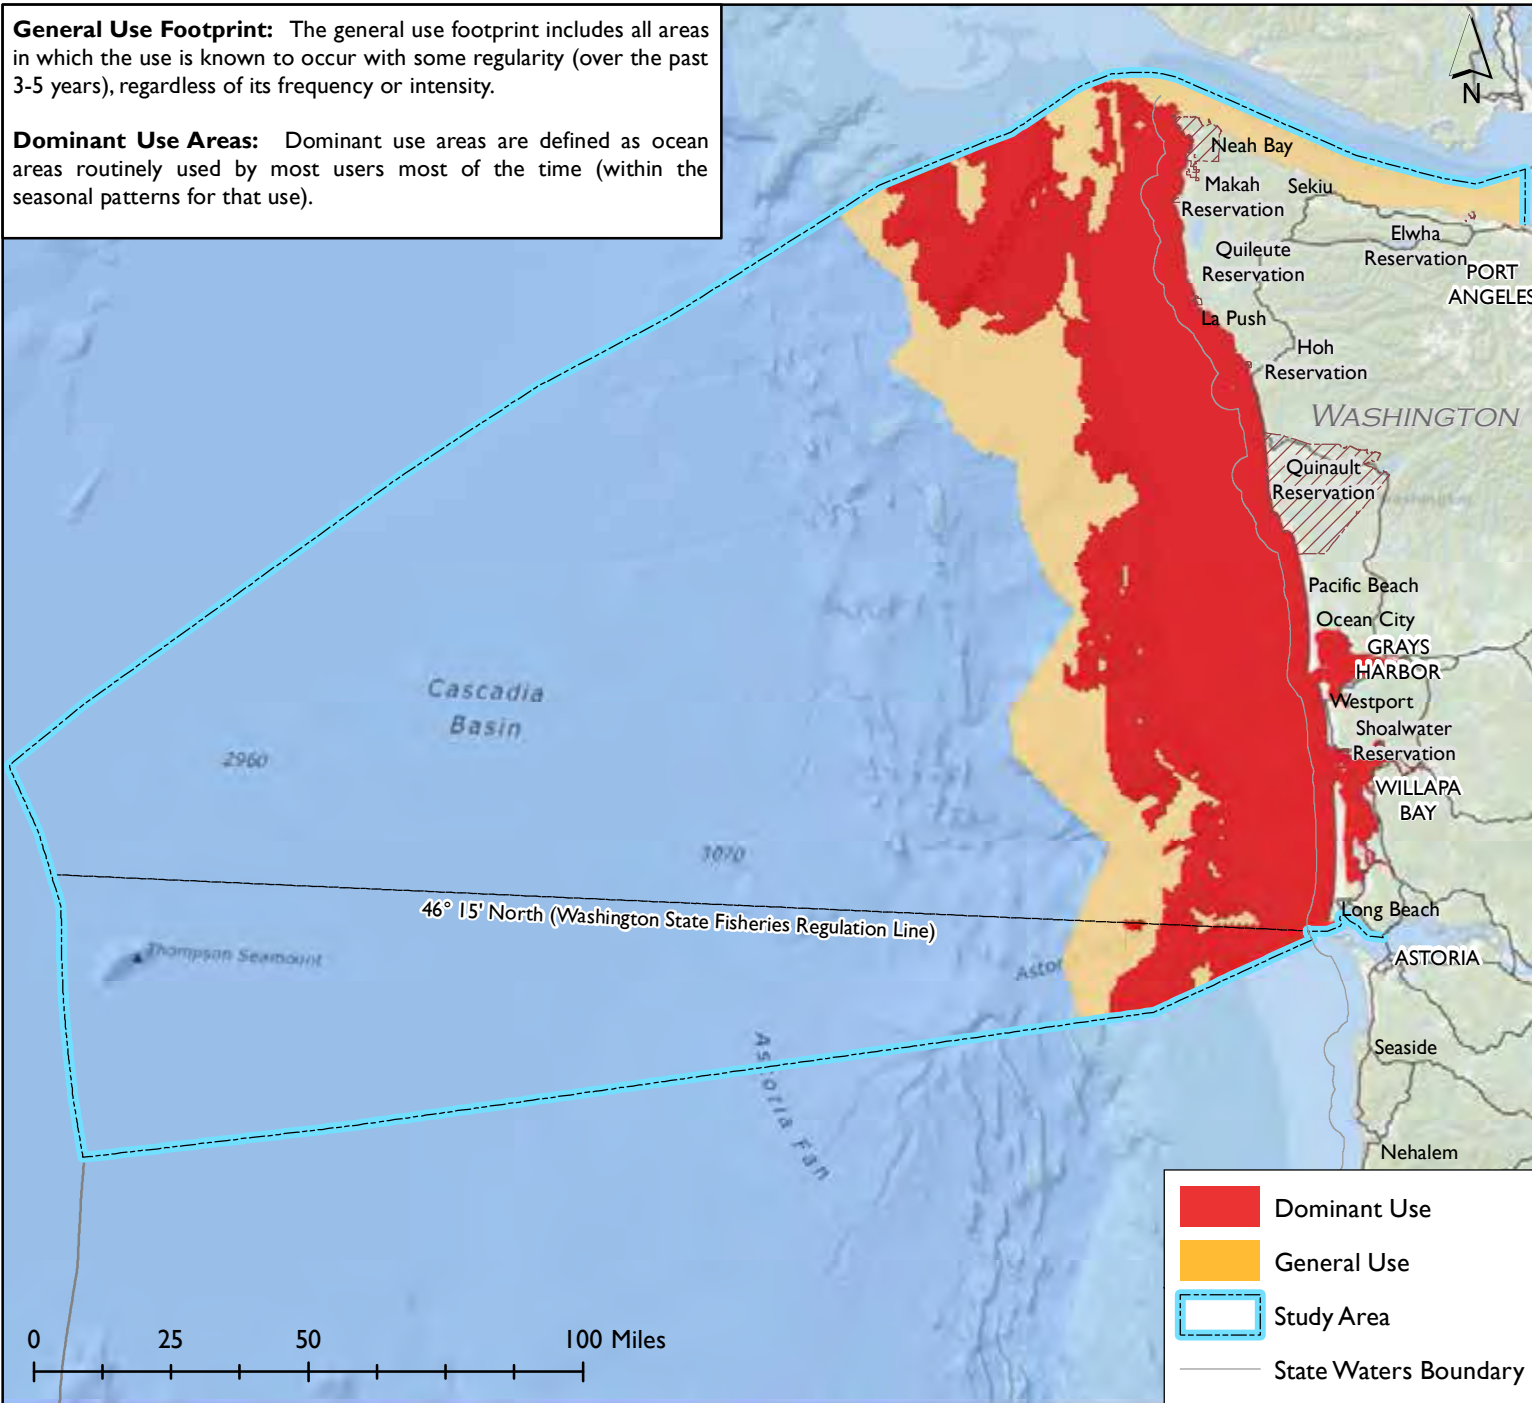 General Use Footprint: The general use footprint includes all areas
in which the use is known to occur with some regularity (over the past
3-5 years), regardless of its frequency or intensity.
Dominant Use Areas: Dominant use areas are defined as ocean
areas routinely used by most users most of the time (within the
seasonal patterns for that use).
N
Neah Bay
Makah
Reservation
Sekiu
Elwha
Reservation
PORT
ANGELES
Quileute
Reservation
La Push
Hoh
Reservation
WASHINGTON
Quinault
Reservation
Washington
Pacific Beach
Ocean City
GRAYS
HARBOR
Westport
Shoalwater
Reservation
WILLAPA
BAY
Cascadia
Basin
2960
3070
46° 15' North (Washington State Fisheries Regulation Line)
Long Beach
ASTORIA
Thompson Seamount
Astor
Astoria Fan
Seaside
Nehalem
Dominant Use
General Use
Study Area
State Waters Boundary
0 25 50 100 Miles